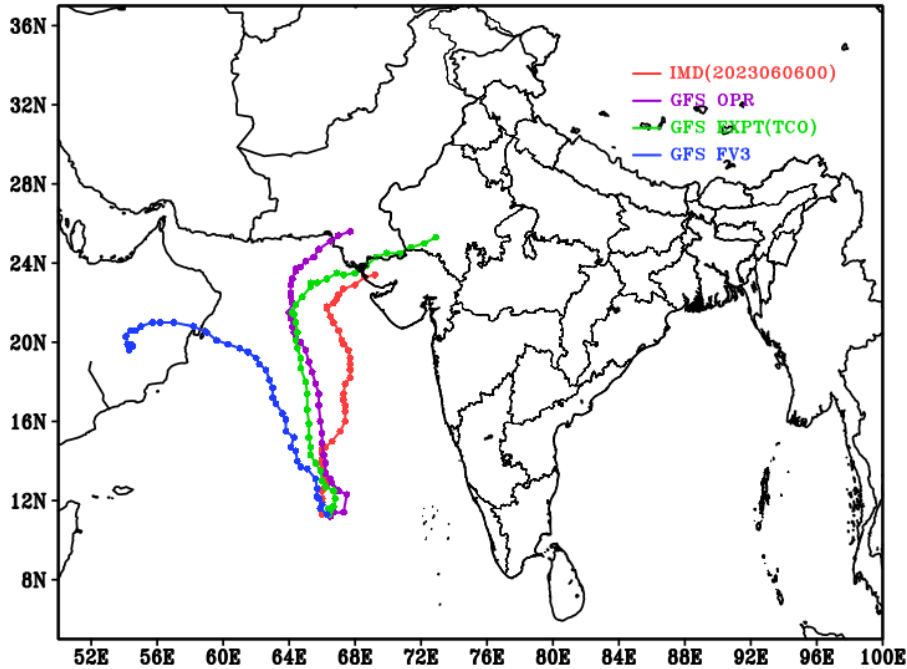 36N
IMD(2023060600)
32N
GFS OPR
GFS EXPT(TCO)
GFS FV3
28N
24N
20N
16N
12N
8N
52E 56E 60E 64E 68E 72E 76E 80E 84E 88E 92E 96E 100E